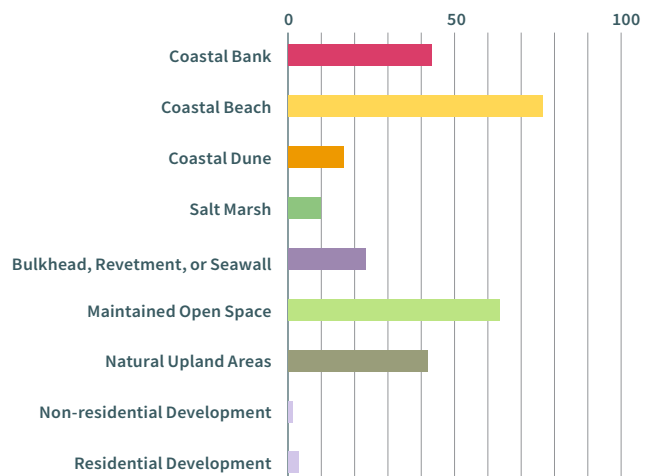 0 50 100
Coastal Bank
Coastal Beach
Coastal Dune
Salt Marsh
Bulkhead, Revetment, or Seawall
Maintained Open Space
Natural Upland Areas
Non-residential Development
Residential Development